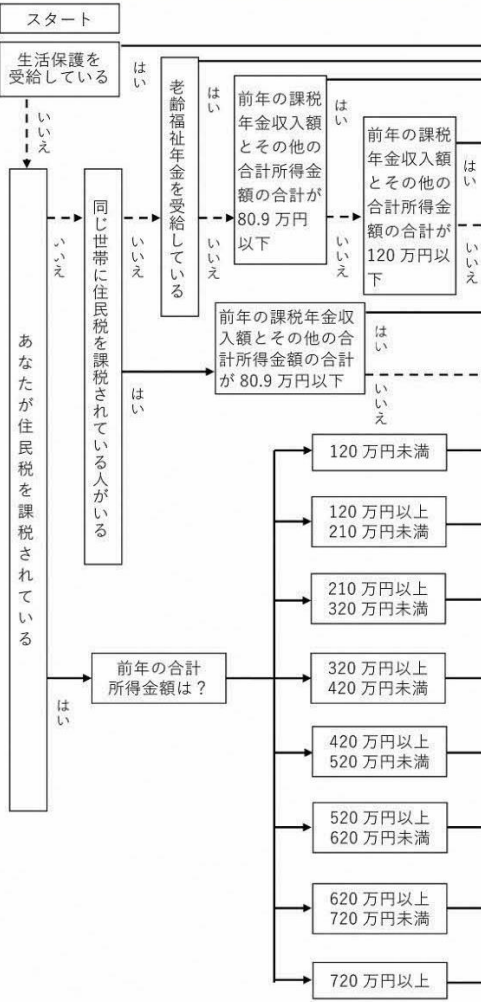 スタート
生活保護を
受給している
はい
いいえ
あなたが住民税を課税されている
いいえ
はい
同じ世帯に住民税を課税されている人がいる
いいえ
はい
老齢福祉年金を受給している
はい
いいえ
前年の課税
年金収入額
とその他の
合計所得金
額の合計が
80.9 万円
以下
はい
いいえ
前年の課税
年金収入額
とその他の
合計所得金
額の合計が
120 万円以
下
はい
いいえ
前年の課税年金収
入額とその他の合
計所得金額の合計
が 80.9 万円以下
はい
いいえ
前年の合計
所得金額は？
120 万円未満
120 万円以上
210 万円未満
210 万円以上
320 万円未満
320 万円以上
420 万円未満
420 万円以上
520 万円未満
520 万円以上
620 万円未満
620 万円以上
720 万円未満
720 万円以上